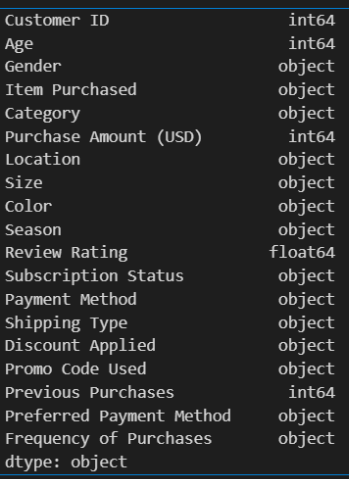 Customer ID int64
Age int64
Gender object
Item Purchased object
Category object
Purchase Amount (USD) int64
Location object
Size object
Color object
Season object
Review Rating float64
Subscription Status object
Payment Method object
Shipping Type object
Discount Applied object
Promo Code Used object
Previous Purchases int64
Preferred Payment Method object
Frequency of Purchases object
dtype: object